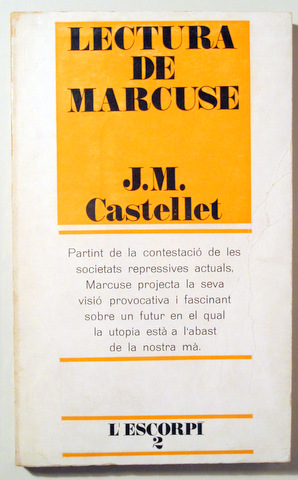 LECTURA
DE
MARCUSE
J.M.
Castellet
Partint de la contestació de les
societats repressives actuals,
Marcuse projecta la seva
visió provocativa i fascinant
sobre un futur en el qual
la utopia està a l'abast
de la nostra mà.
L'ESCORPI
2